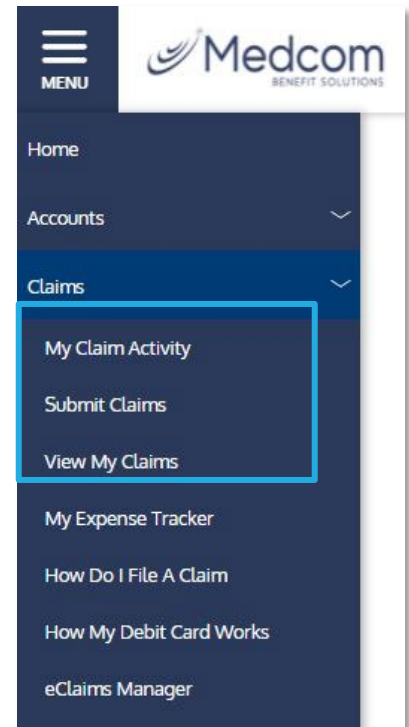 MENU
Medcom
BENEFIT SOLUTIONS
Home
Accounts
Claims
My Claim Activity
Submit Claims
View My Claims
My Expense Tracker
How Do I File A Claim
How My Debit Card Works
eClaims Manager